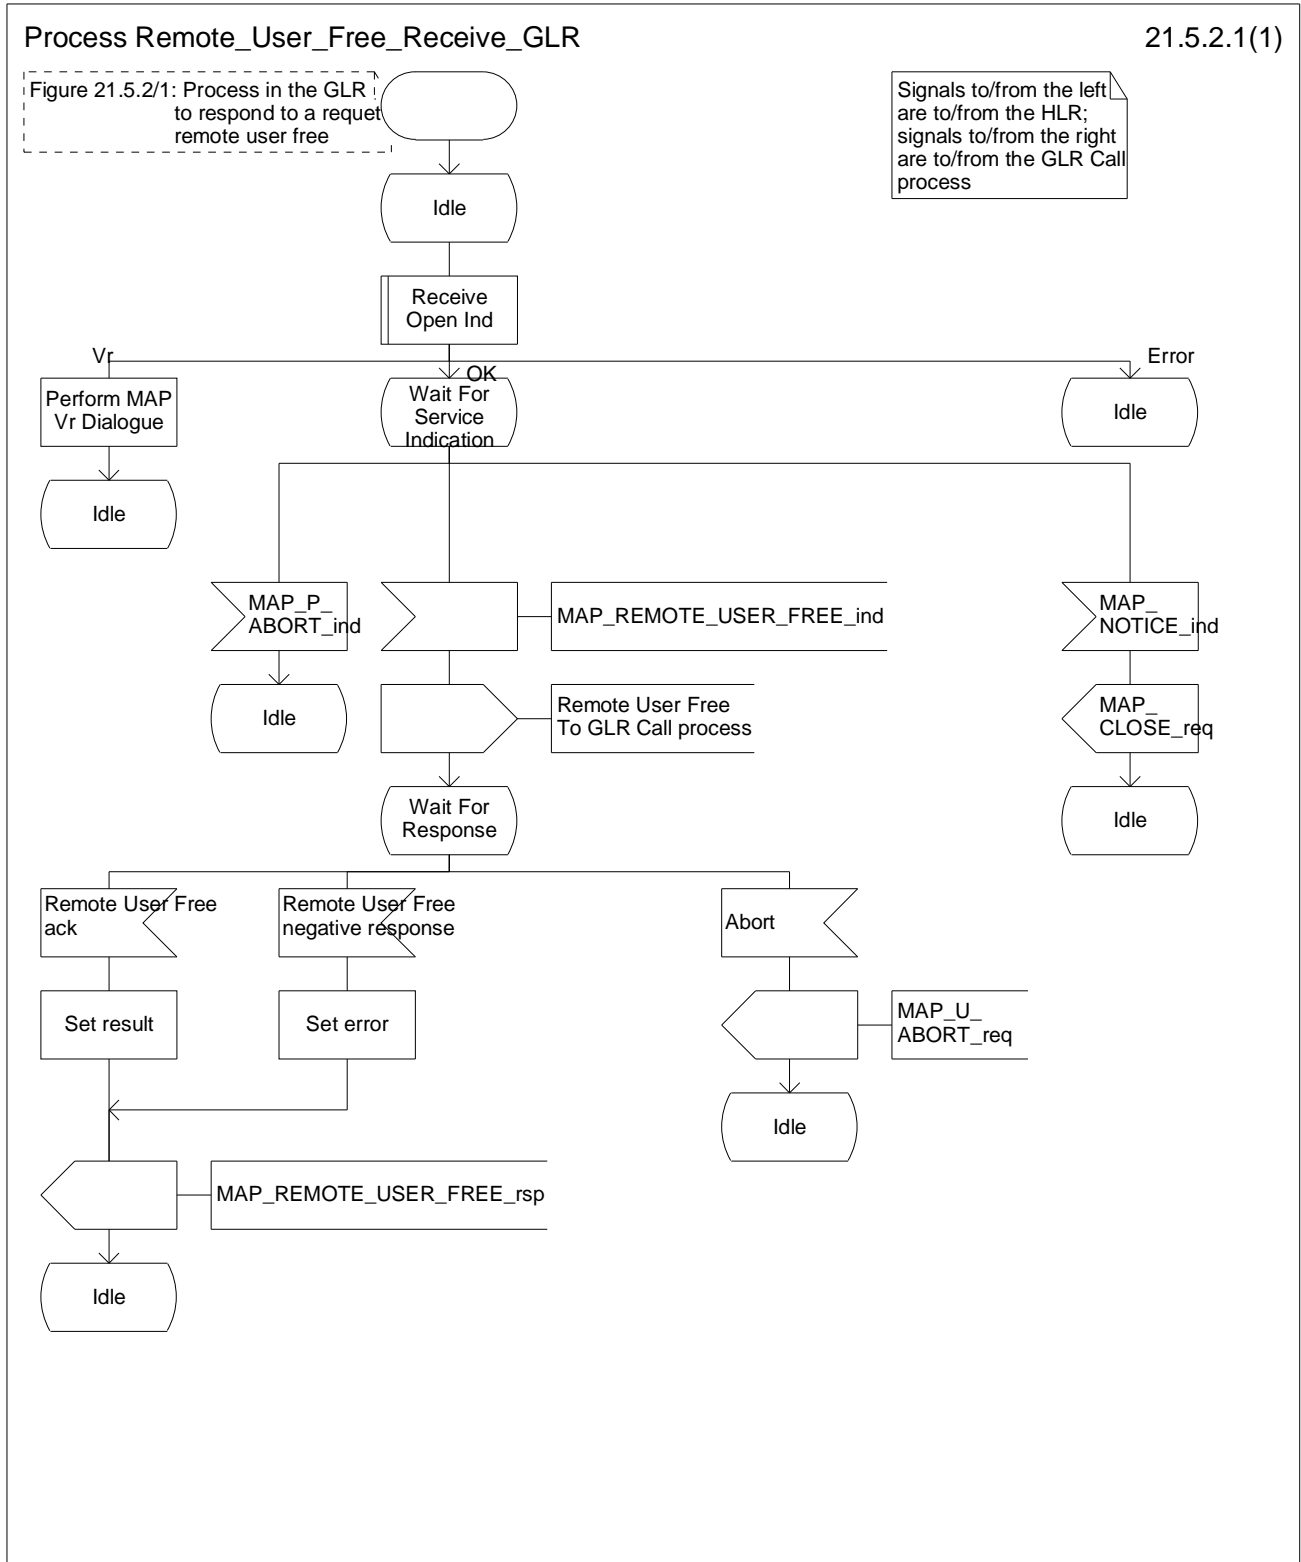 Process Remote_User_Free_Receive_GLR
21.5.2.1(1)
Figure 21.5.2/1: Process in the GLR
to respond to a requet
remote user free
Signals to/from the left
are to/from the HLR;
signals to/from the right
are to/from the GLR Call
process
Idle
Receive
Open Ind
Vr
OK
Error
Perform MAP
Vr Dialogue
Wait For
Service
Indication
Idle
Idle
MAP_P_
ABORT_ind
MAP_REMOTE_USER_FREE_ind
MAP_
NOTICE_ind
Idle
Remote User Free
To GLR Call process
MAP_
CLOSE_req
Wait For
Response
Idle
Remote User Free
ack
Remote User Free
negative response
Abort
Set result
Set error
MAP_U_
ABORT_req
Idle
MAP_REMOTE_USER_FREE_rsp
Idle